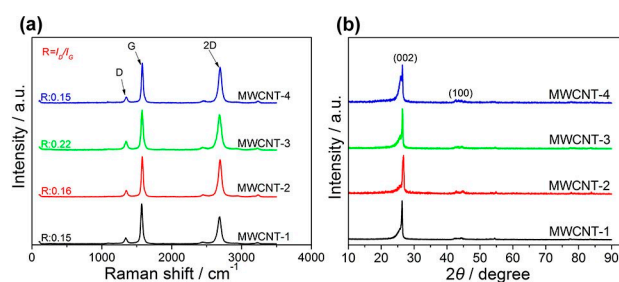 (a)
R=I_D/I_G
G
2D
D
R:0.15
MWCNT-4
R:0.22
MWCNT-3
R:0.16
MWCNT-2
R:0.15
MWCNT-1
0
1000
2000
3000
4000
Raman shift / cm⁻¹
Intensity / a.u.
(b)
(002)
(100)
MWCNT-4
MWCNT-3
MWCNT-2
MWCNT-1
10
20
30
40
50
60
70
80
90
2θ / degree
Intensity / a.u.